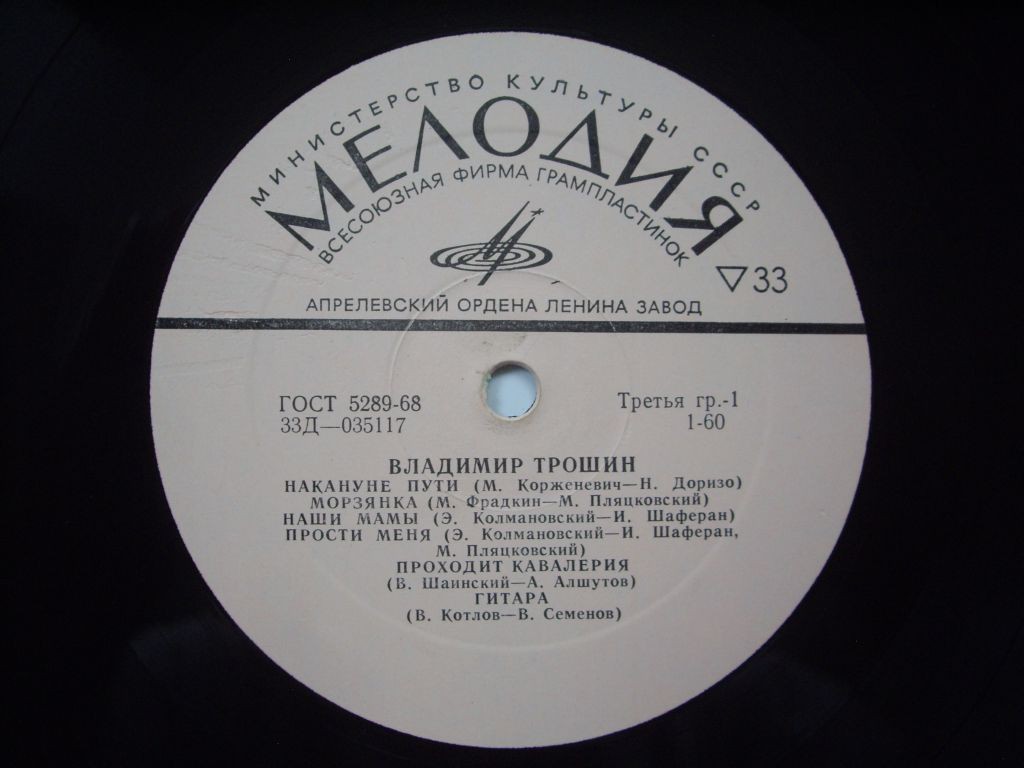 МИНИСТЕРСТВО КУЛЬТУРЫ СССР
МЕЛОДИЯ
ВСЕСОЮЗНАЯ ФИРМА ГРАМПЛАСТИНОК
▽33
АПРЕЛЕВСКИЙ ОРДЕНА ЛЕНИНА ЗАВОД
ГОСТ 5289-68
Третья гр.-1
33Д—035117
1-60
ВЛАДИМИР ТРОШИН
НАКАНУНЕ ПУТИ (М. Корженевич—Н. Доризо)
МОРЗЯНКА (М. Фрадкин—М. Пляцковский)
НАШИ МАМЫ (Э. Колмановский—И. Шаферан)
ПРОСТИ МЕНЯ (Э. Колмановский—И. Шаферан,
М. Пляцковский)
ПРОХОДИТ КАВАЛЕРИЯ
(В. Шаинский—А. Алшутов)
ГИТАРА
(В. Котлов—В. Семенов)